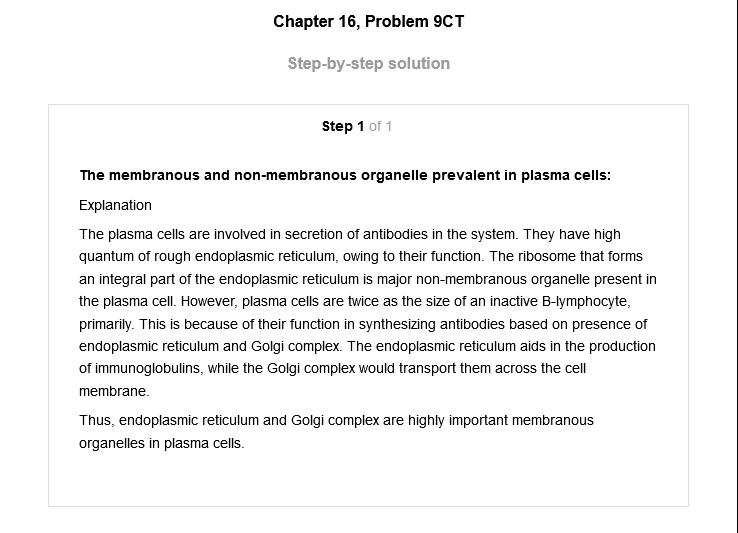 Chapter 16, Problem 9CT
Step-by-step solution
Step 1 of 1
The membranous and non-membranous organelle prevalent in plasma cells:
Explanation
The plasma cells are involved in secretion of antibodies in the system. They have high
quantum of rough endoplasmic reticulum, owing to their function. The ribosome that forms
an integral part of the endoplasmic reticulum is major non-membranous organelle present in
the plasma cell. However, plasma cells are twice as the size of an inactive B-lymphocyte,
primarily. This is because of their function in synthesizing antibodies based on presence of
endoplasmic reticulum and Golgi complex. The endoplasmic reticulum aids in the production
of immunoglobulins, while the Golgi complex would transport them across the cell
membrane.
Thus, endoplasmic reticulum and Golgi complex are highly important membranous
organelles in plasma cells.